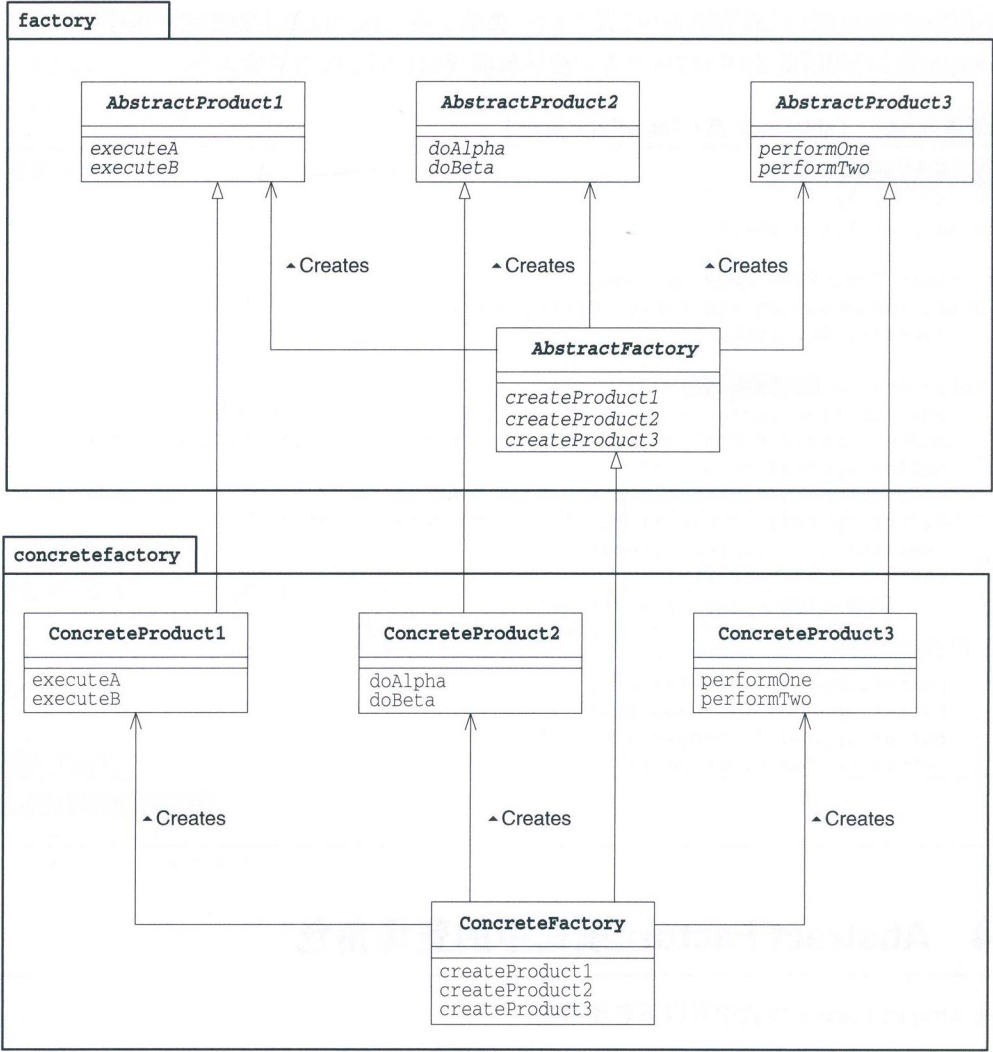 factory
AbstractProduct1
executeA
executeB
AbstractProduct2
doAlpha
doBeta
AbstractProduct3
performOne
performTwo
Creates
Creates
Creates
AbstractFactory
createProduct1
createProduct2
createProduct3
concretefactory
ConcreteProduct1
executeA
executeB
ConcreteProduct2
doAlpha
doBeta
ConcreteProduct3
performOne
performTwo
Creates
Creates
Creates
ConcreteFactory
createProduct1
createProduct2
createProduct3